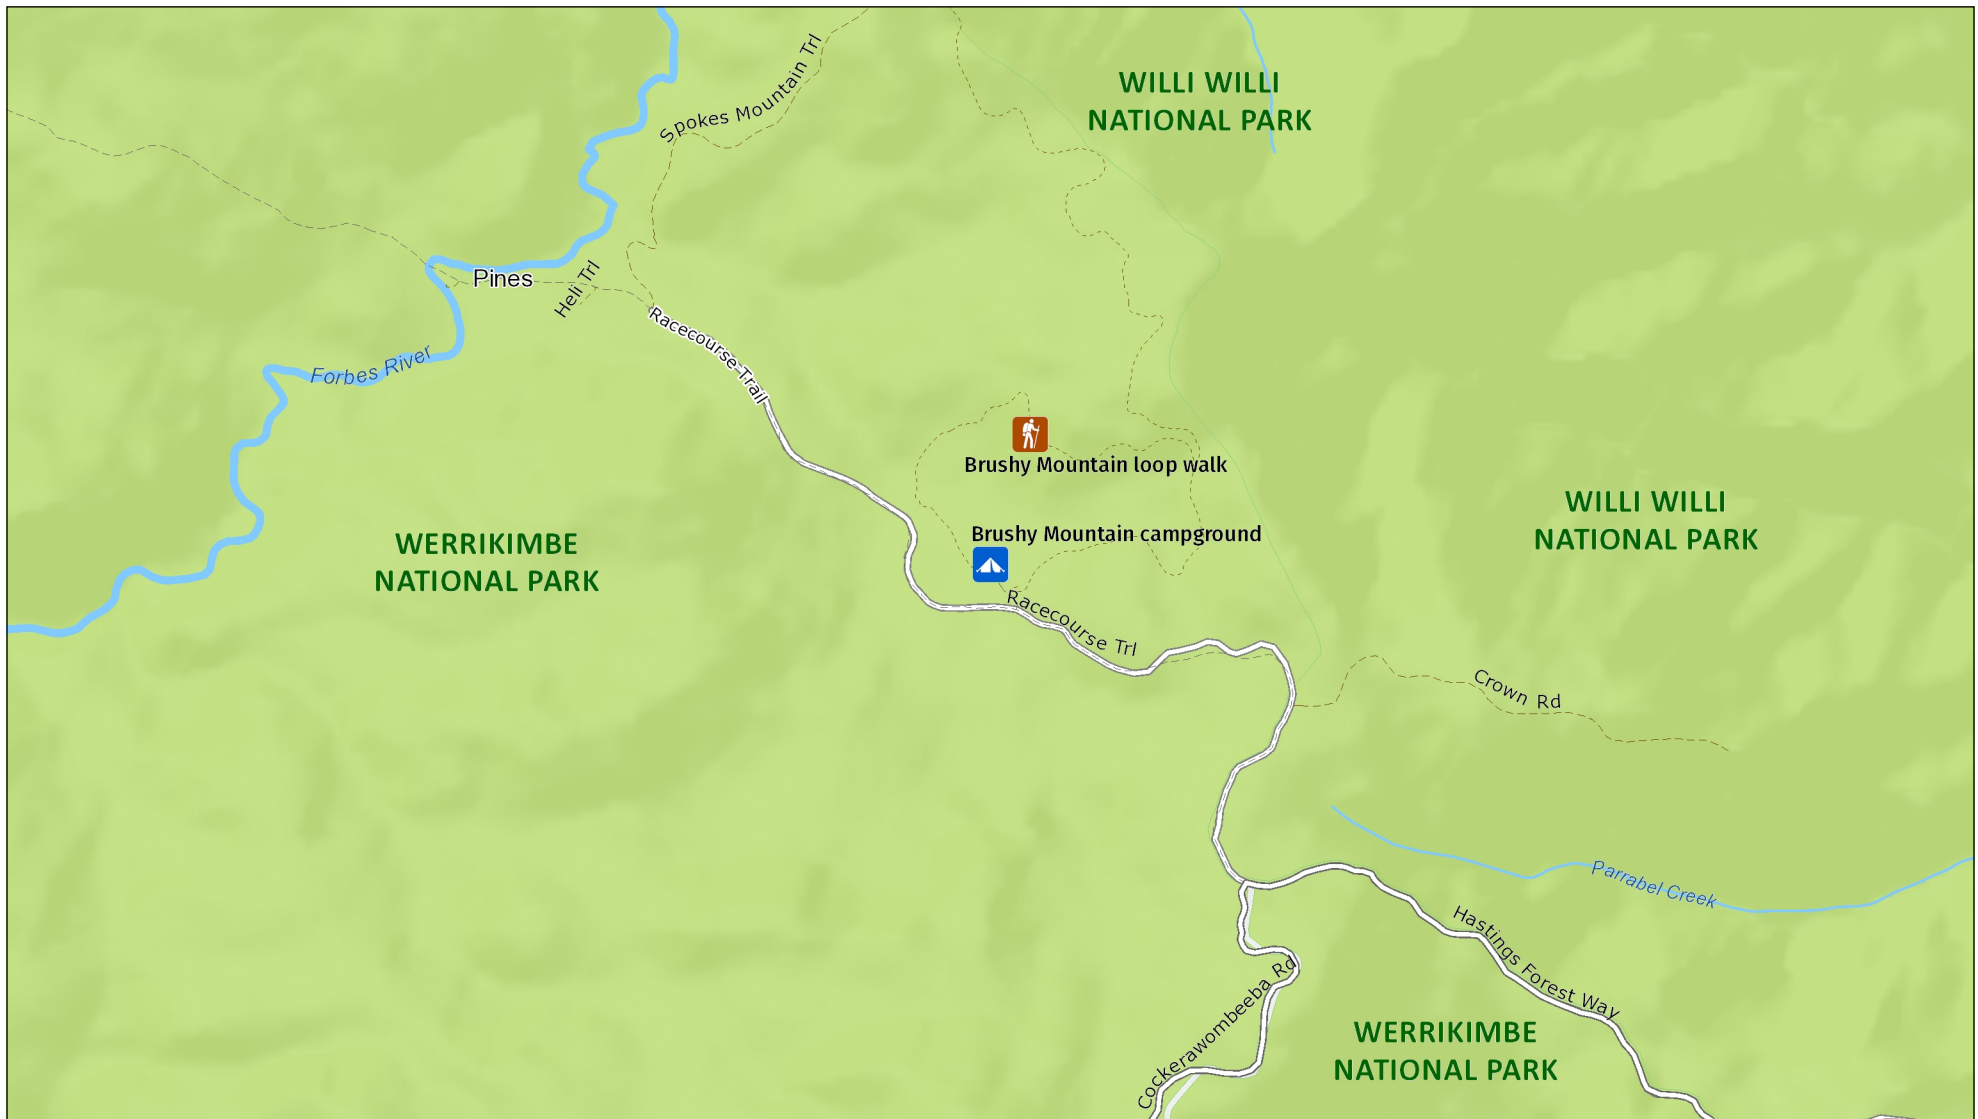 Spokes Mountain Trl
WILLI WILLI
NATIONAL PARK
Pines
Heli Trl
Racecourse Trail
Forbes River
Brushy Mountain loop walk
WILLI WILLI
NATIONAL PARK
Brushy Mountain campground
WERRIKIMBE
NATIONAL PARK
Racecourse Trl
Crown Rd
Parrabel Creek
Hastings Forest Way
Cockerawombeeba Rd
WERRIKIMBE
NATIONAL PARK